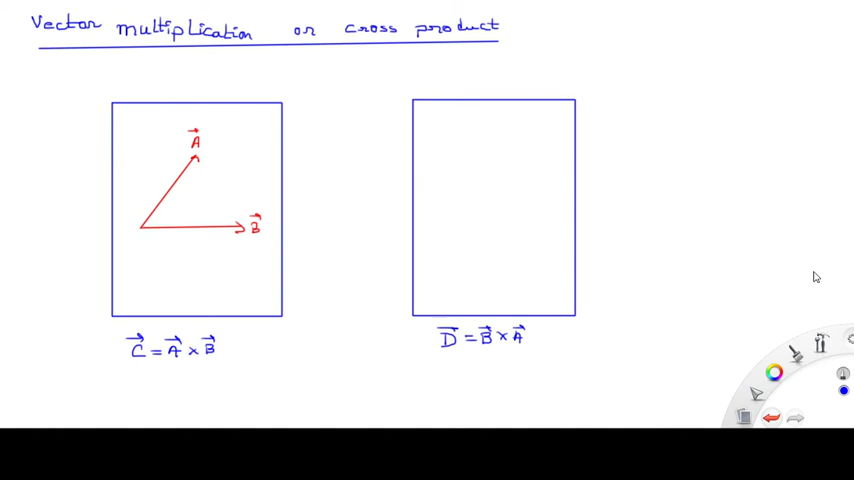 Vector multiplication or cross product
A⃗
B⃗
C⃗ = A⃗ × B⃗
D⃗ = B⃗ × A⃗